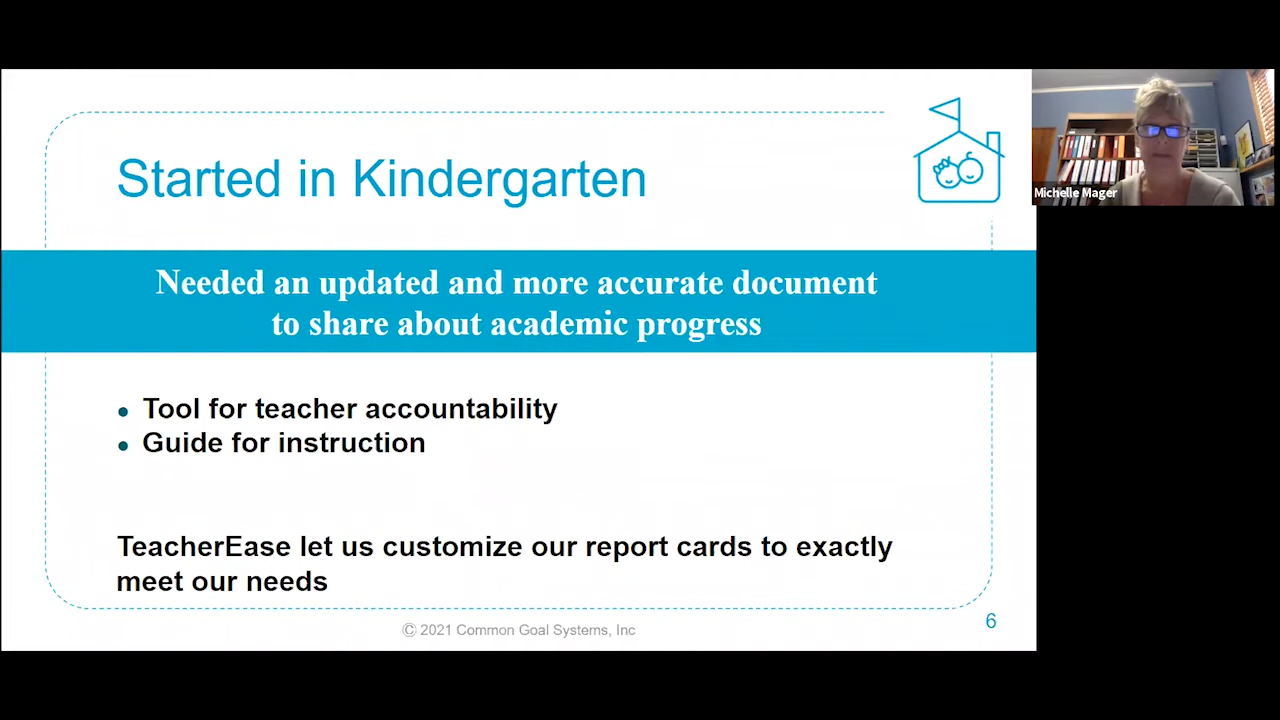 Started in Kindergarten
Needed an updated and more accurate document
to share about academic progress
• Tool for teacher accountability
• Guide for instruction
TeacherEase let us customize our report cards to exactly
meet our needs
© 2021 Common Goal Systems, Inc
6
Michelle Mager